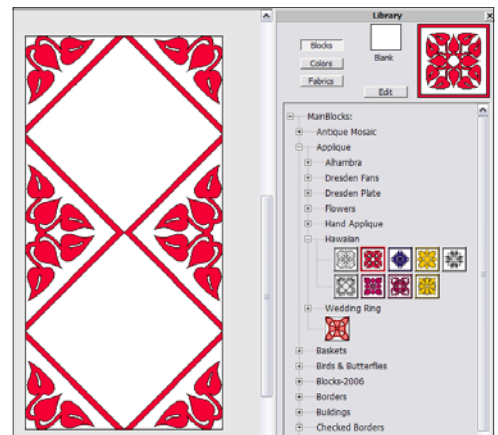 Library
Blocks
Colors
Fabrics
Blank
Edit
MainBlocks:
Antique Mosaic
Applique
Alhambra
Dresden Fans
Dresden Plate
Flowers
Hand Applique
Hawaiian
Wedding Ring
Baskets
Birds & Butterflies
Blocks-2006
Borders
Buildings
Checked Borders